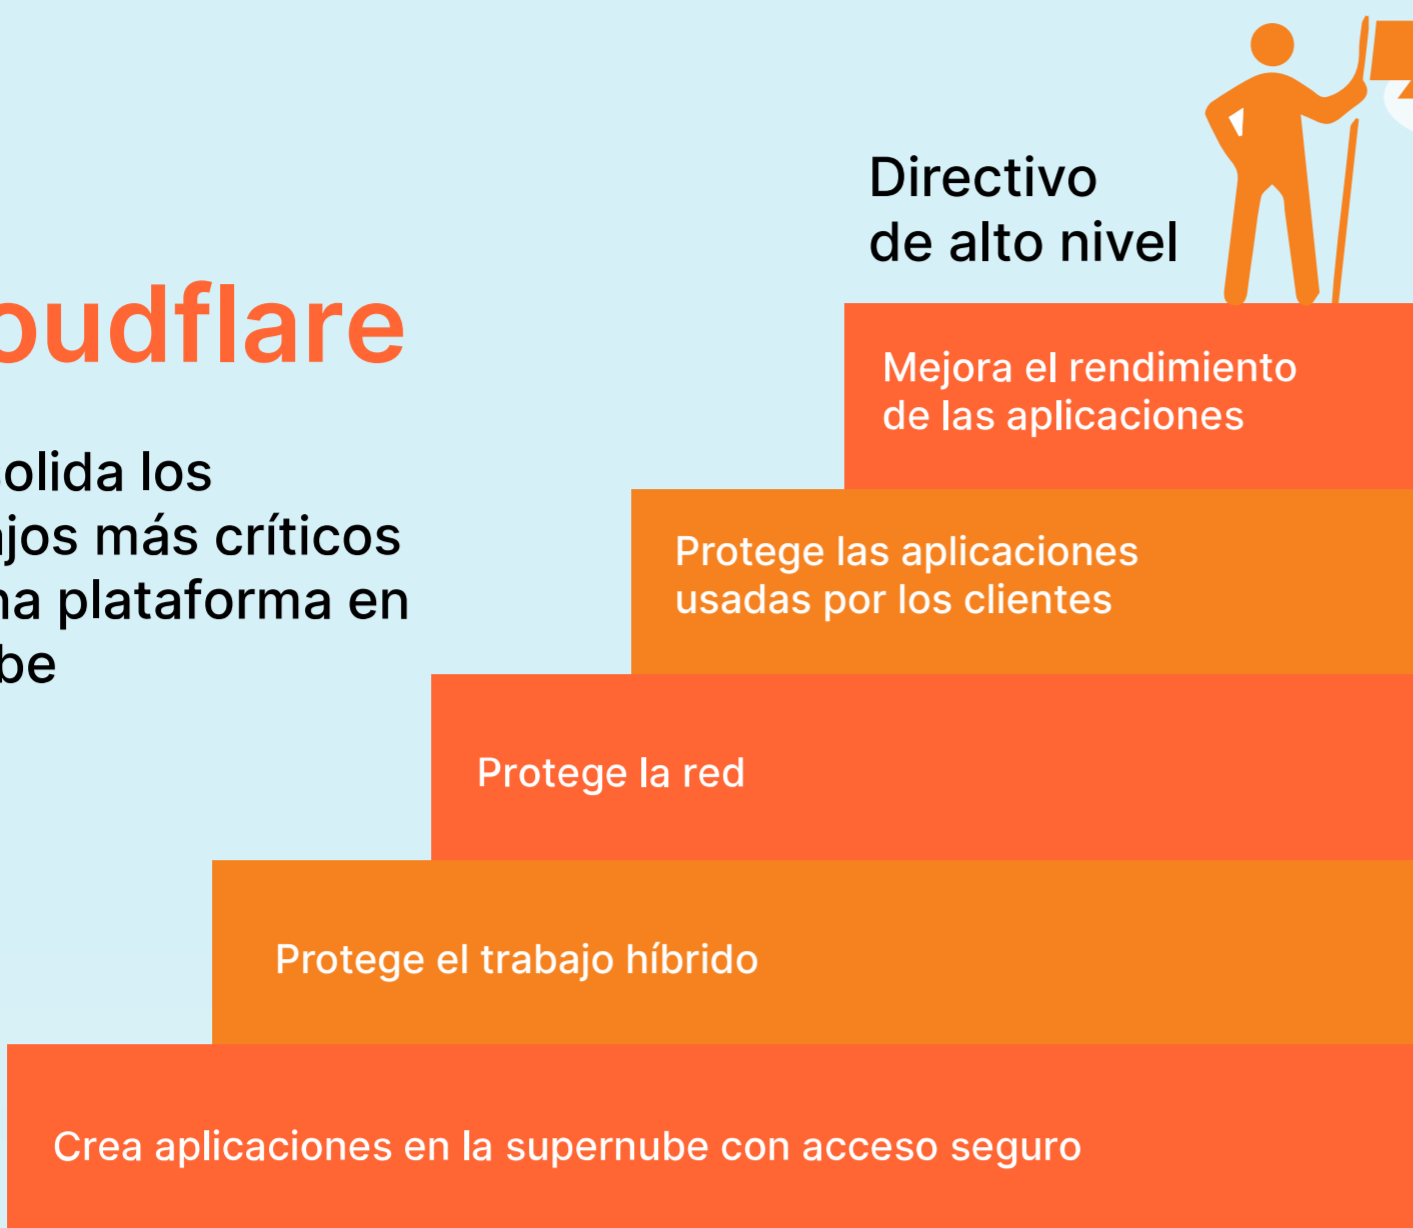 oudflare
olida los
jos más críticos
na plataforma en
be
Directivo
de alto nivel
Mejora el rendimiento
de las aplicaciones
Protege las aplicaciones
usadas por los clientes
Protege la red
Protege el trabajo híbrido
Crea aplicaciones en la supernube con acceso seguro